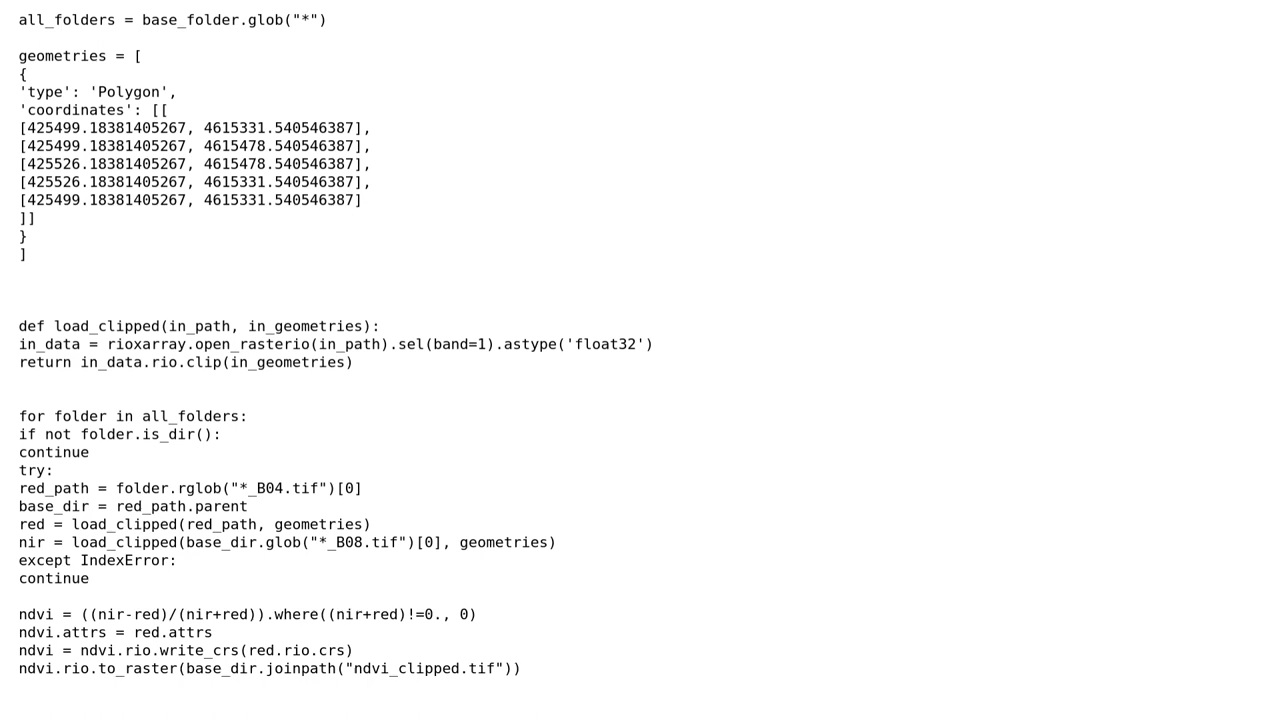 all_folders = base_folder.glob("*")
geometries = [
{
'type': 'Polygon',
'coordinates': [[
[425499.18381405267, 4615331.540546387],
[425499.18381405267, 4615478.540546387],
[425526.18381405267, 4615478.540546387],
[425526.18381405267, 4615331.540546387],
[425499.18381405267, 4615331.540546387]
]]
}
]
def load_clipped(in_path, in_geometries):
in_data = rioxarray.open_rasterio(in_path).sel(band=1).astype('float32')
return in_data.rio.clip(in_geometries)
for folder in all_folders:
if not folder.is_dir():
continue
try:
red_path = folder.rglob("*_B04.tif")[0]
base_dir = red_path.parent
red = load_clipped(red_path, geometries)
nir = load_clipped(base_dir.glob("*_B08.tif")[0], geometries)
except IndexError:
continue
ndvi = ((nir-red)/(nir+red)).where((nir+red)!=0., 0)
ndvi.attrs = red.attrs
ndvi = ndvi.rio.write_crs(red.rio.crs)
ndvi.rio.to_raster(base_dir.joinpath("ndvi_clipped.tif"))